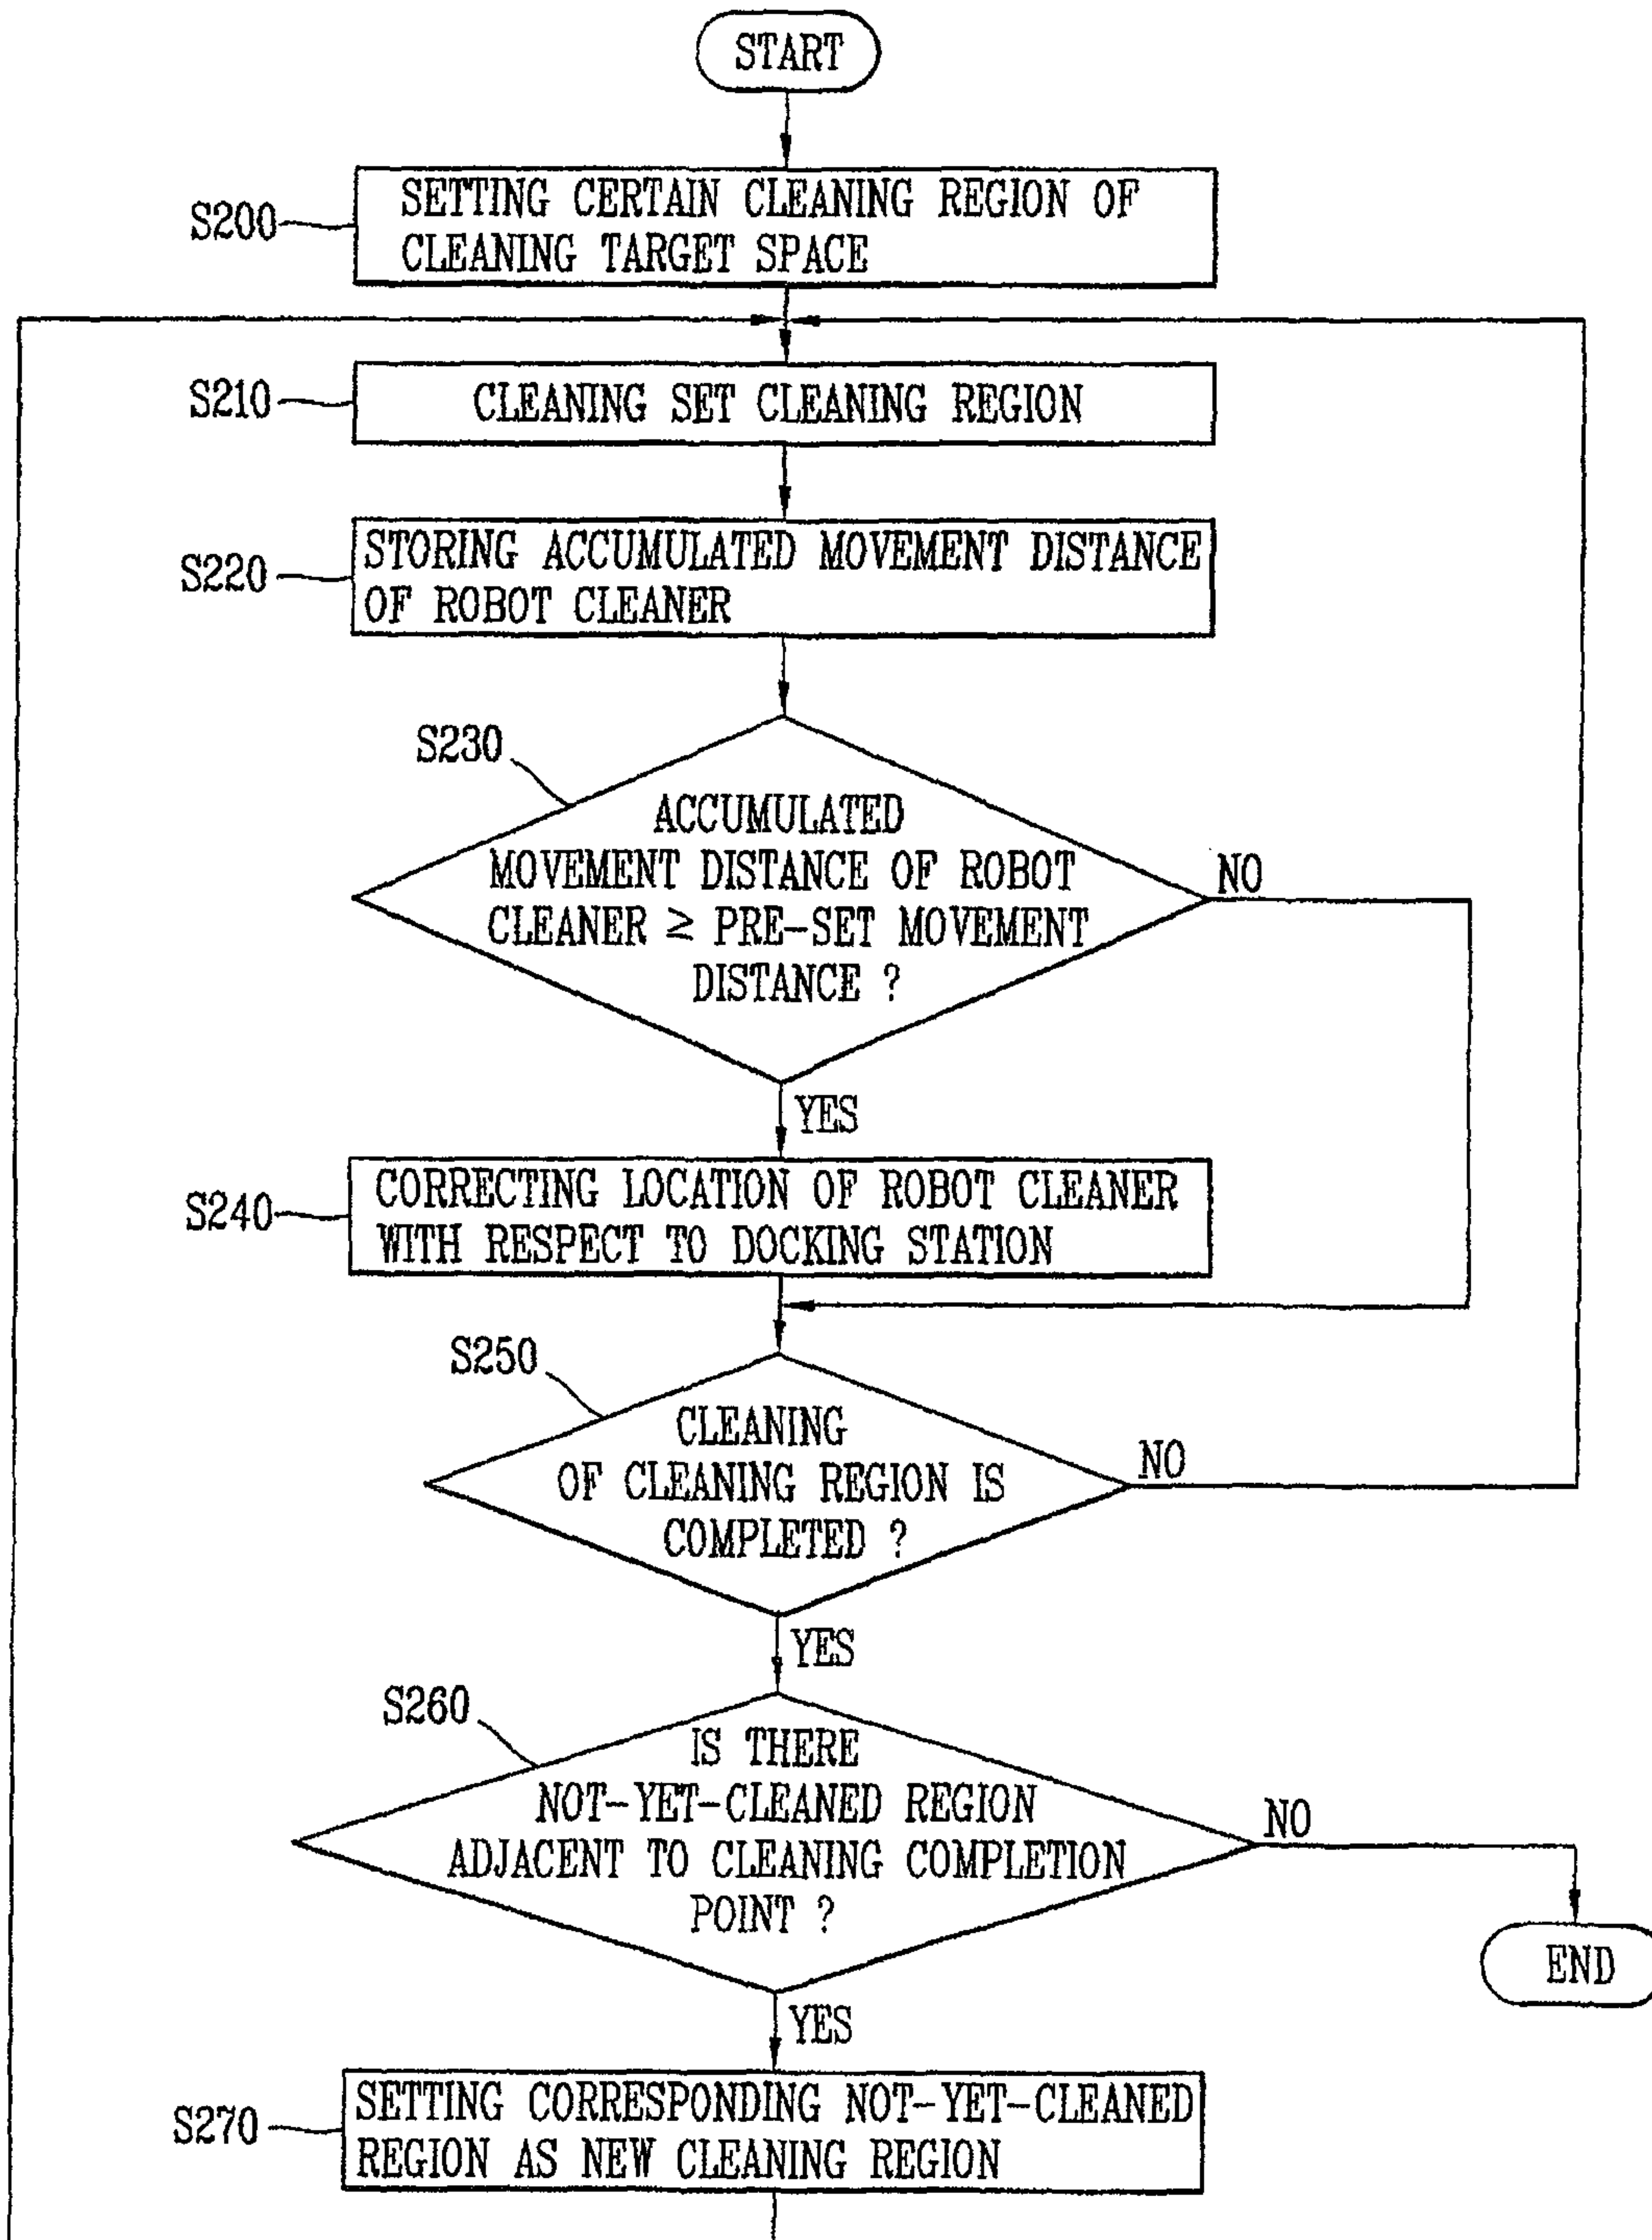 START
S200
SETTING CERTAIN CLEANING REGION OF
CLEANING TARGET SPACE
S210
CLEANING SET CLEANING REGION
S220
STORING ACCUMULATED MOVEMENT DISTANCE
OF ROBOT CLEANER
S230
ACCUMULATED
MOVEMENT DISTANCE OF ROBOT
CLEANER ≥ PRE-SET MOVEMENT
DISTANCE ?
NO
YES
S240
CORRECTING LOCATION OF ROBOT CLEANER
WITH RESPECT TO DOCKING STATION
S250
CLEANING
OF CLEANING REGION IS
COMPLETED ?
NO
YES
S260
IS THERE
NOT-YET-CLEANED REGION
ADJACENT TO CLEANING COMPLETION
POINT ?
NO
END
YES
S270
SETTING CORRESPONDING NOT-YET-CLEANED
REGION AS NEW CLEANING REGION